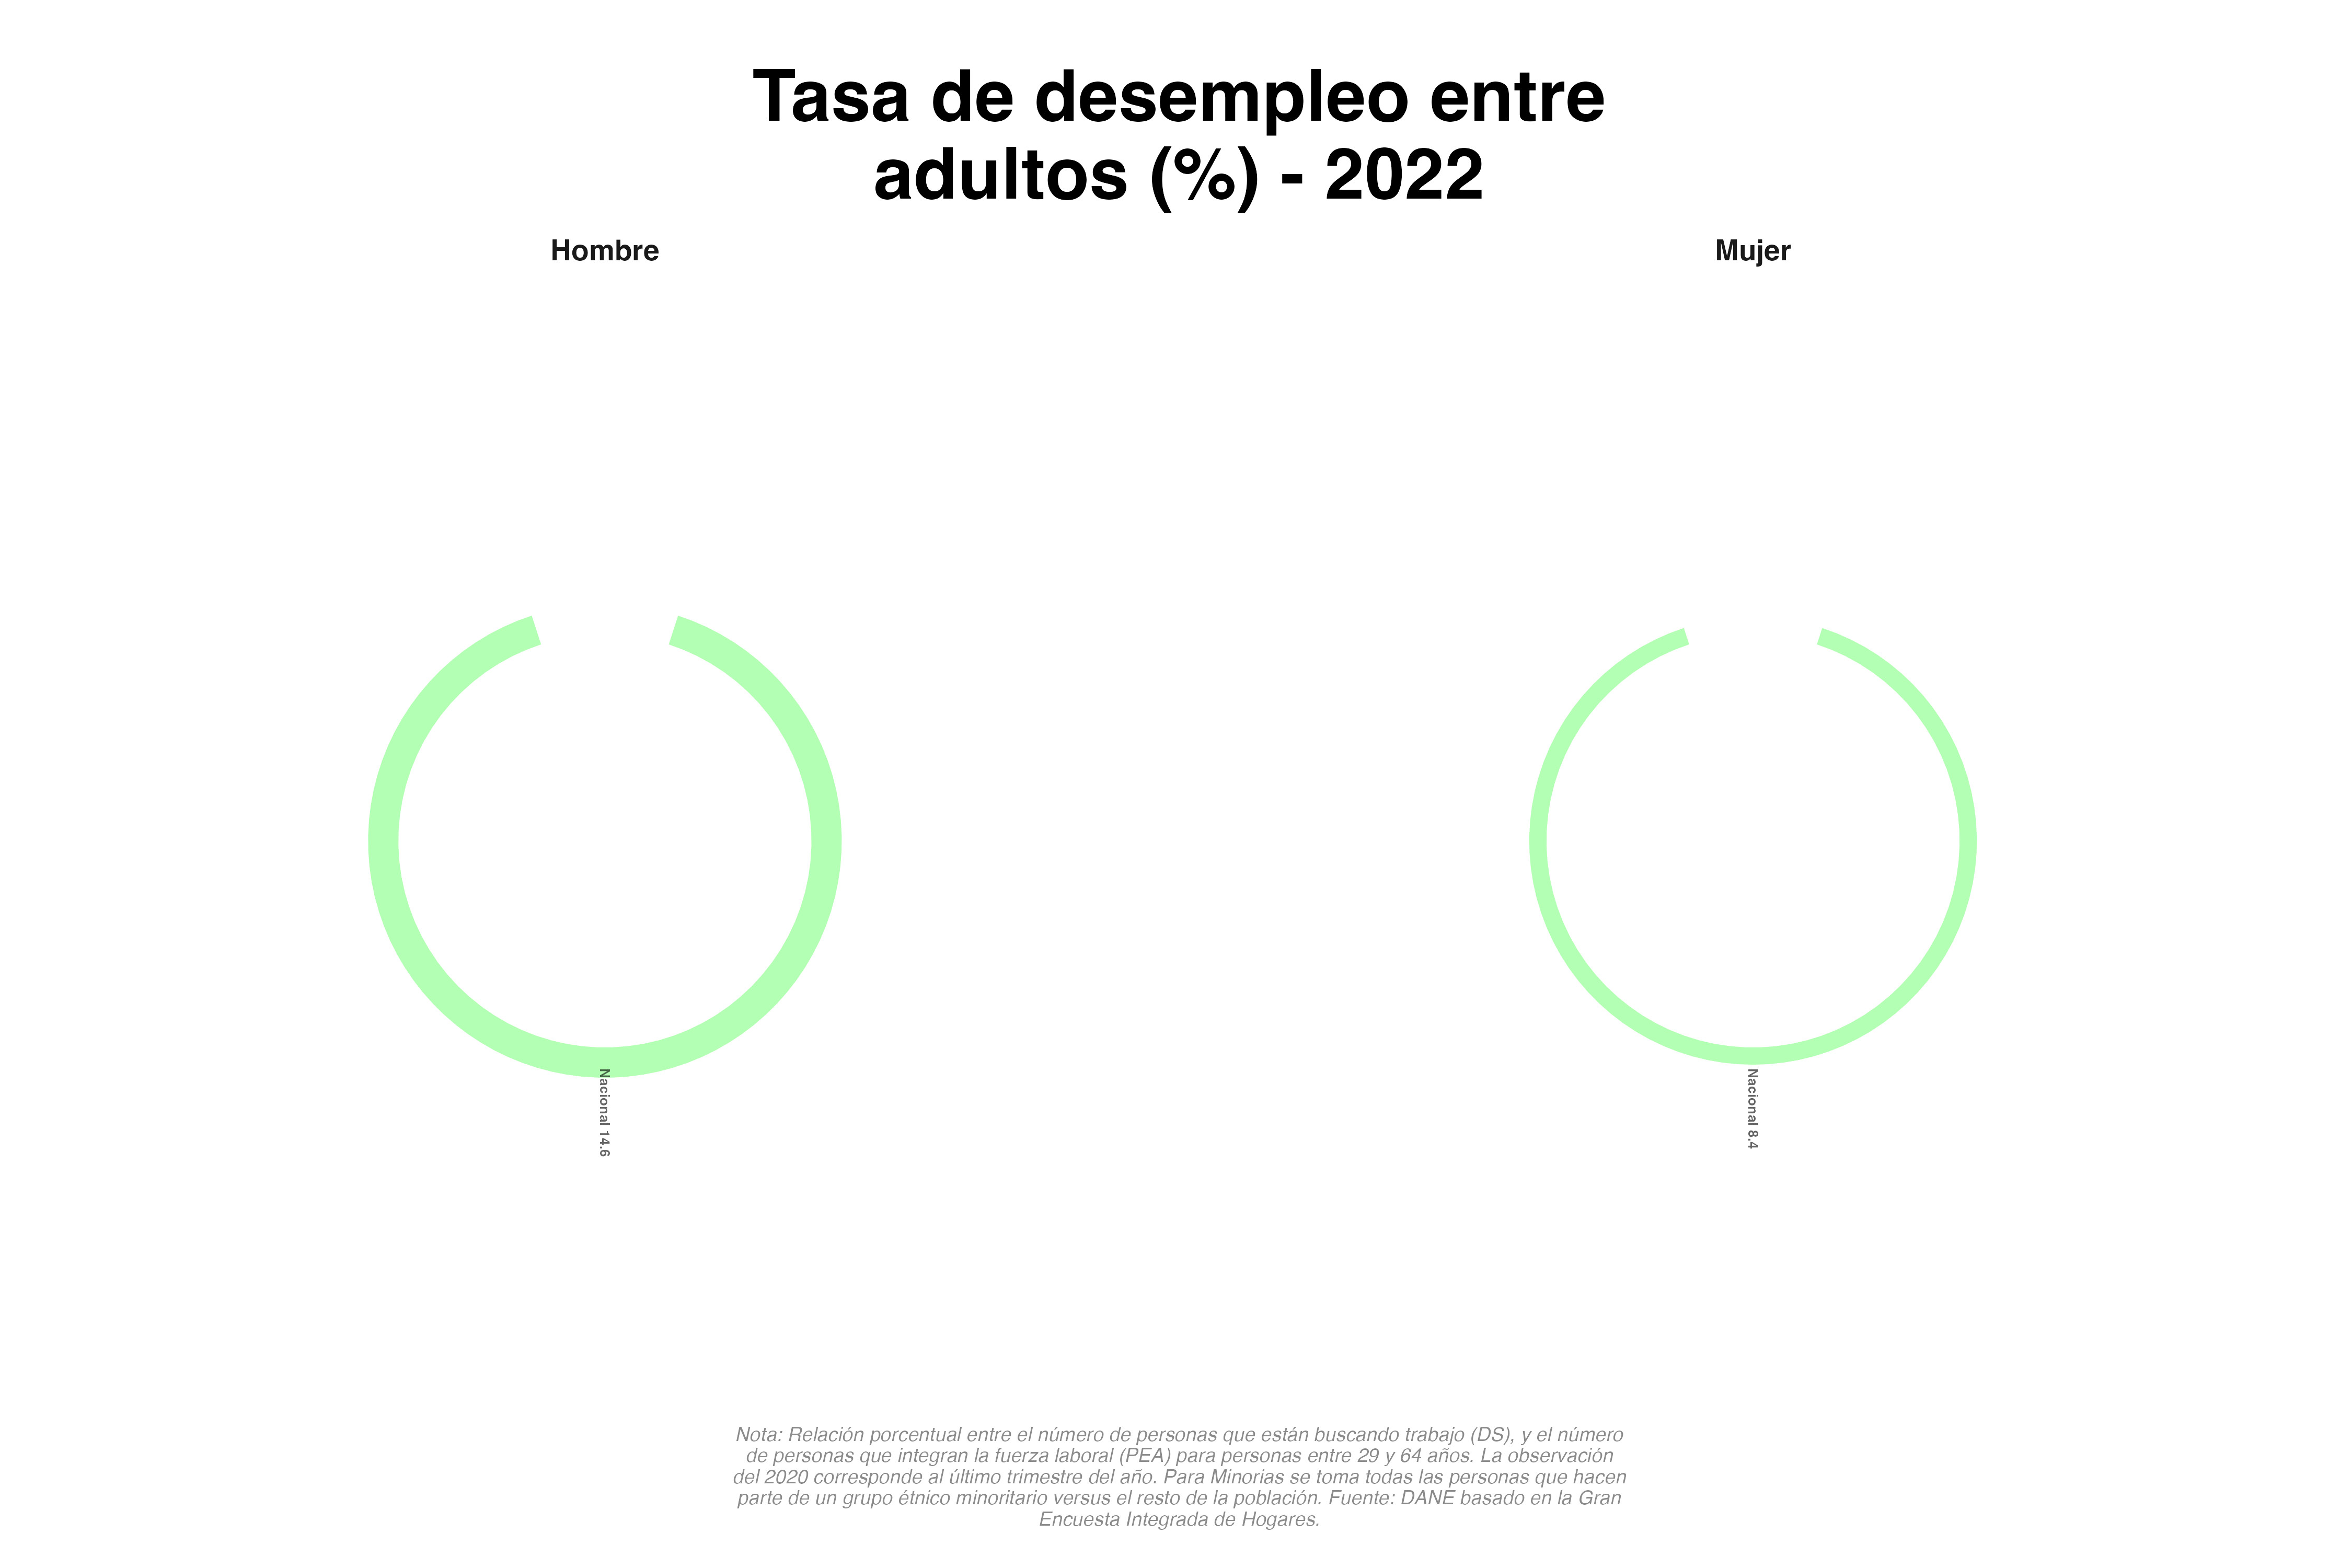 Tasa de desempleo entre
adultos (%) - 2022
Hombre
Mujer
Nacional 14.6
Nacional 8.4
Nota: Relación porcentual entre el número de personas que están buscando trabajo (DS), y el número
de personas que integran la fuerza laboral (PEA) para personas entre 29 y 64 años. La observación
del 2020 corresponde al último trimestre del año. Para Minorias se toma todas las personas que hacen
parte de un grupo étnico minoritario versus el resto de la población. Fuente: DANE basado en la Gran
Encuesta Integrada de Hogares.